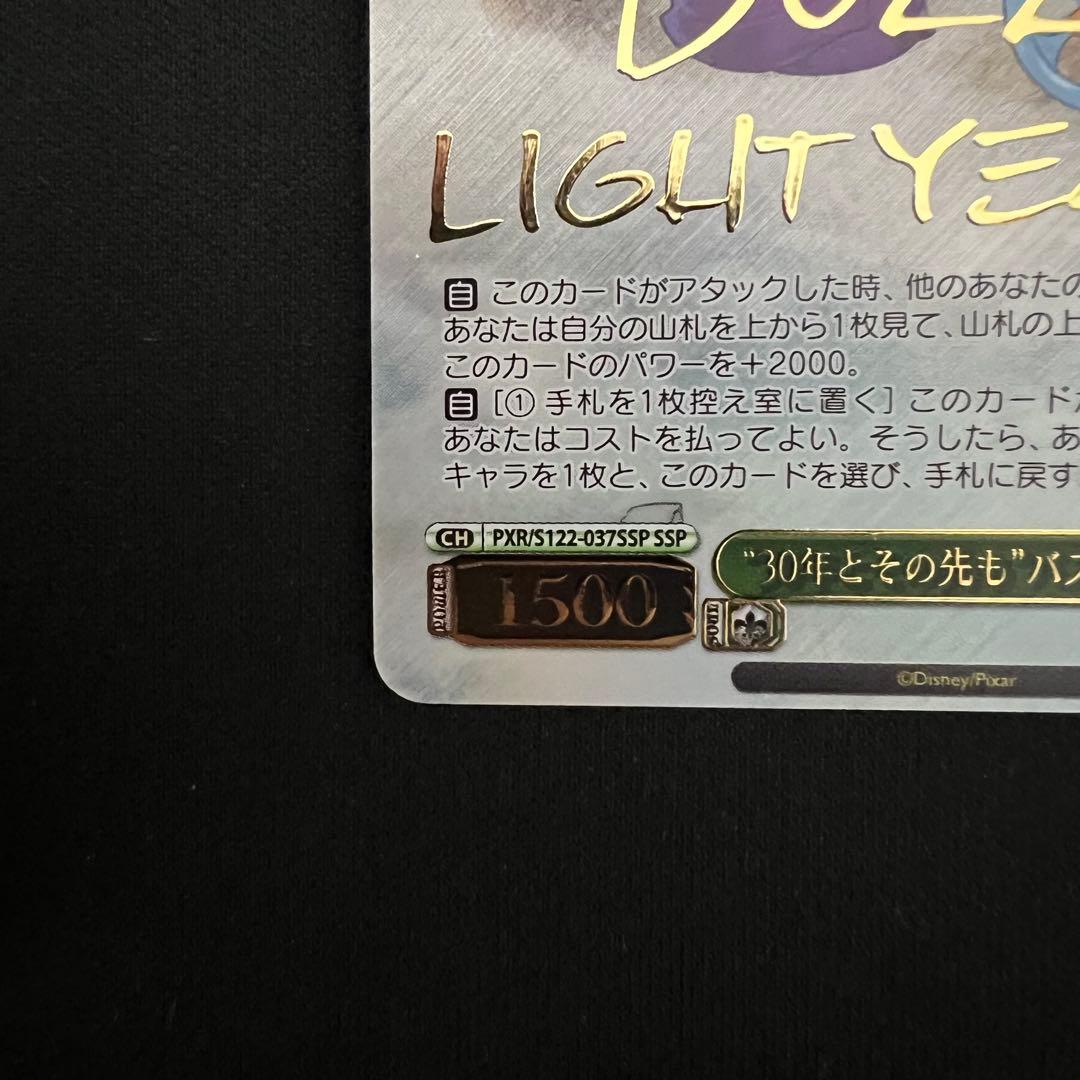 BUZZ
LIGHTYE
自 このカードがアタックした時、他のあなたの
あなたは自分の山札を上から1枚見て、山札の上
このカードのパワーを+2000。
自 [① 手札を1枚控え室に置く] このカードが
あなたはコストを払ってよい。そうしたら、あ
キャラを1枚と、このカードを選び、手札に戻す
CH PXR/S122-037SSP SSP
POWER 1500
"30年とその先も"バズ
SOUL
©Disney/Pixar